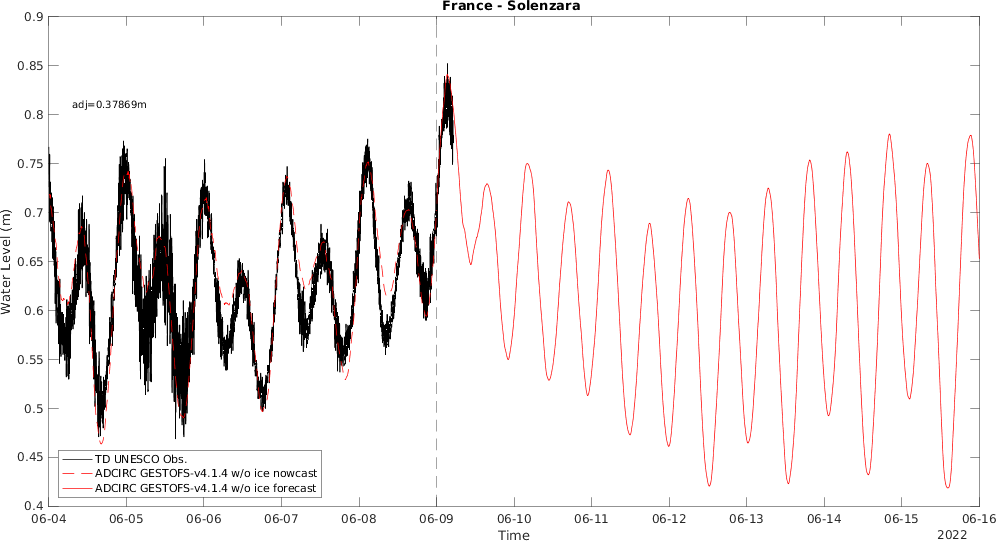 France - Solenzara
0.9
0.85
0.8
0.75
0.7
0.65
0.6
0.55
0.5
0.45
0.4
Water Level (m)
adj=0.37869m
TD UNESCO Obs.
ADCIRC GESTOFS-v4.1.4 w/o ice nowcast
ADCIRC GESTOFS-v4.1.4 w/o ice forecast
06-04 06-05 06-06 06-07 06-08 06-09 06-10 06-11 06-12 06-13 06-14 06-15 06-16
Time
2022